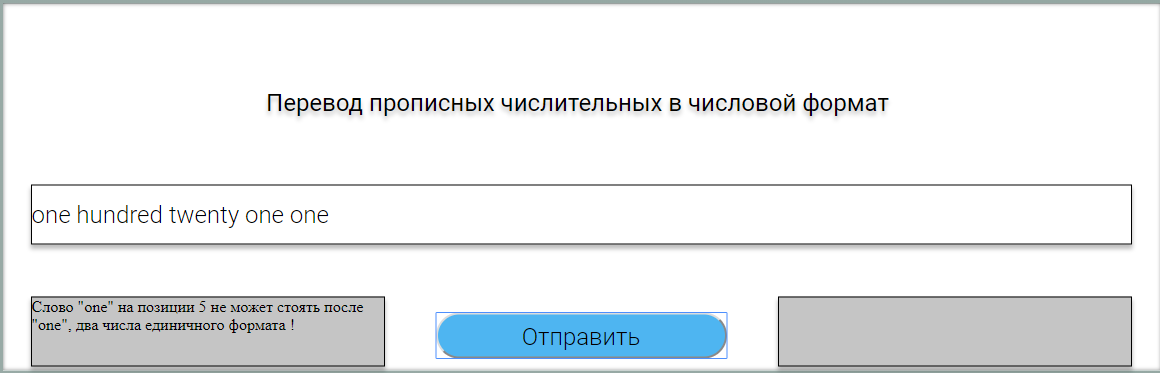 Перевод прописных числительных в числовой формат
one hundred twenty one one
Слово "one" на позиции 5 не может стоять после
"one", два числа единичного формата !
Отправить